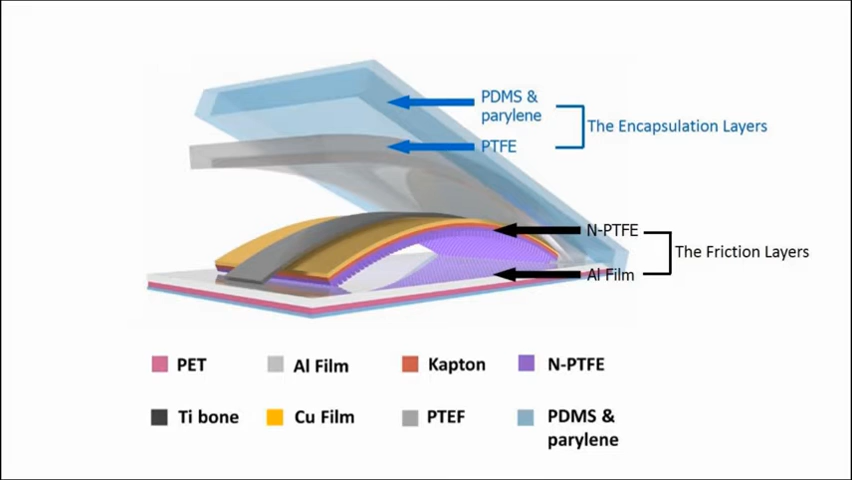 PDMS &
parylene
The Encapsulation Layers
PTFE
N-PTFE
The Friction Layers
Al Film
PET
Al Film
Kapton
N-PTFE
Ti bone
Cu Film
PTEF
PDMS &
parylene